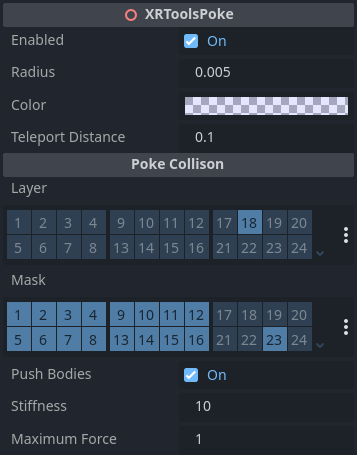 XRToolsPoke
Enabled On
Radius 0.005
Color
Teleport Distance 0.1
Poke Collison
Layer
1 2 3 4 9 10 11 12 17 18 19 20
5 6 7 8 13 14 15 16 21 22 23 24
Mask
1 2 3 4 9 10 11 12 17 18 19 20
5 6 7 8 13 14 15 16 21 22 23 24
Push Bodies On
Stiffness 10
Maximum Force 1